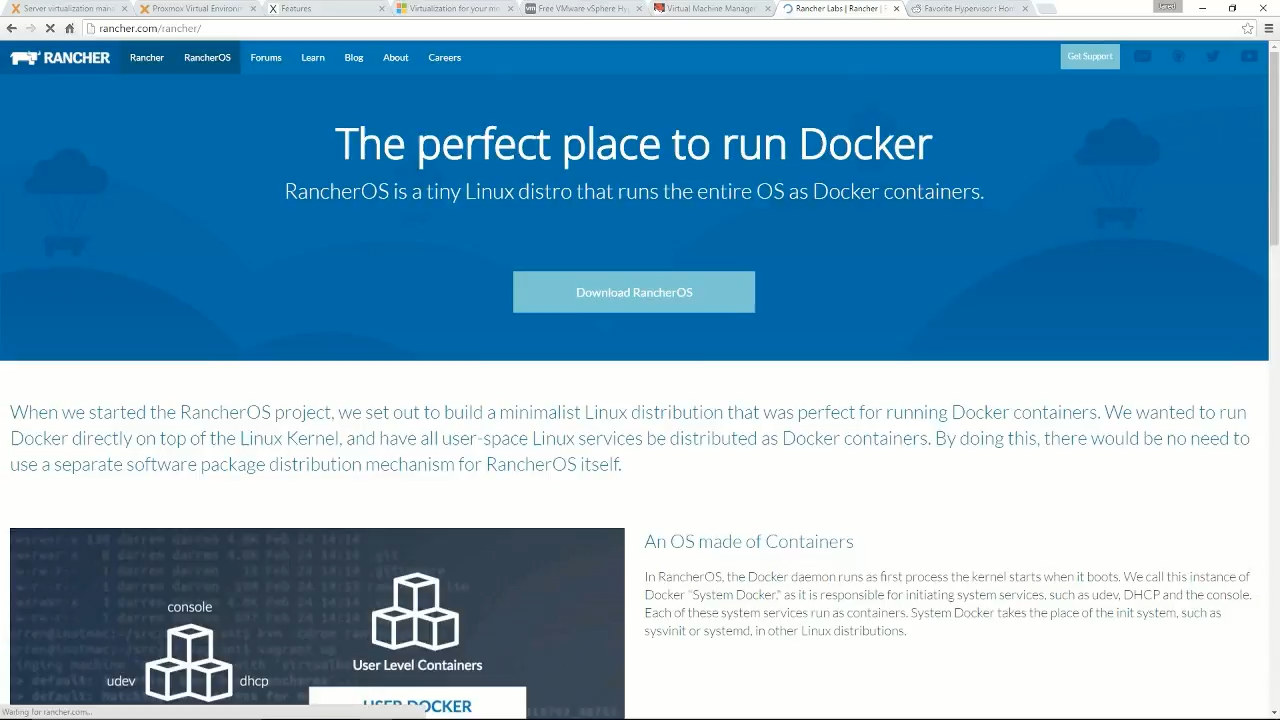 Server virtualization mana
Proxmox Virtual Environm
Features
Virtualization for your mo
Free VMware vSphere Hy
Virtual Machine Manager
Rancher Labs | Rancher | F
Favorite Hypervisor : Hom
rancher.com/rancher/
RANCHER
Rancher
RancherOS
Forums
Learn
Blog
About
Careers
Get Support
The perfect place to run Docker
RancherOS is a tiny Linux distro that runs the entire OS as Docker containers.
Download RancherOS
When we started the RancherOS project, we set out to build a minimalist Linux distribution that was perfect for running Docker containers. We wanted to run
Docker directly on top of the Linux Kernel, and have all user-space Linux services be distributed as Docker containers. By doing this, there would be no need to
use a separate software package distribution mechanism for RancherOS itself.
console
udev
dhcp
User Level Containers
USER DOCKER
An OS made of Containers
In RancherOS, the Docker daemon runs as first process the kernel starts when it boots. We call this instance of
Docker "System Docker," as it is responsible for initiating system services, such as udev, DHCP and the console.
Each of these system services run as containers. System Docker takes the place of the init system, such as
sysvinit or systemd, in other Linux distributions.
Waiting for rancher.com...